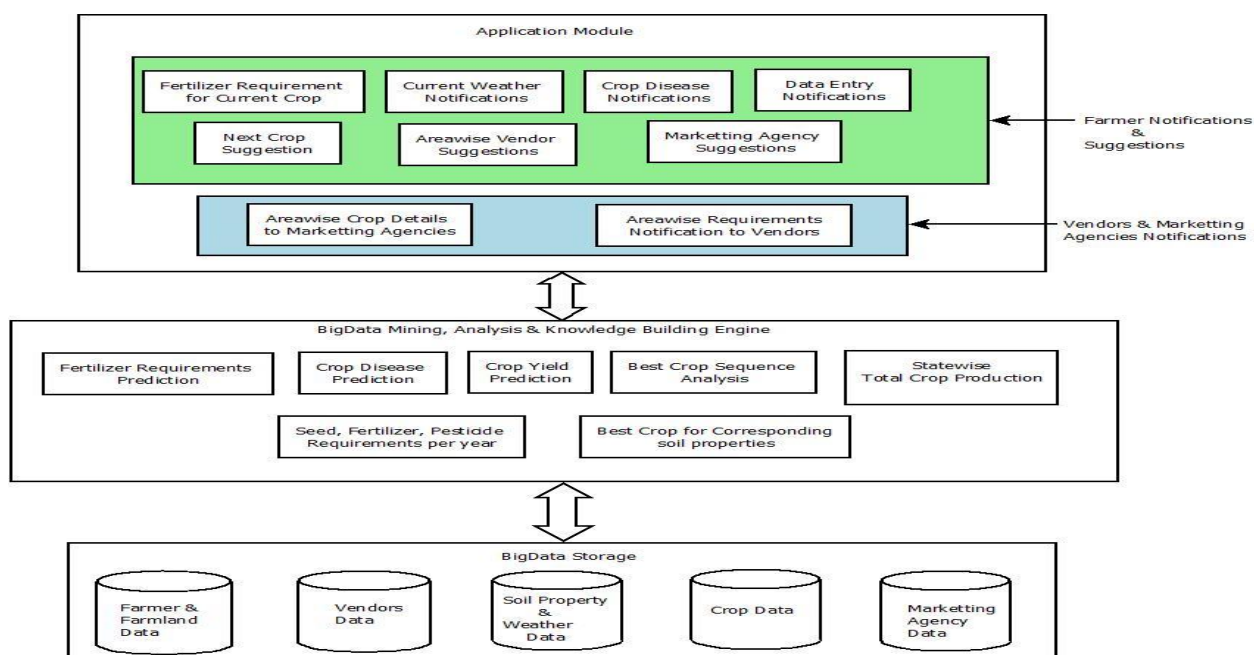 Application Module
Fertilizer Requirement
for Current Crop
Current Weather
Notifications
Crop Disease
Notifications
Data Entry
Notifications
Next Crop
Suggestion
Areawise Vendor
Suggestions
Marketting Agency
Suggestions
Farmer Notifications
&
Suggestions
Areawise Crop Details
to Marketting Agencies
Areawise Requirements
Notification to Vendors
Vendors & Marketting
Agencies Notifications
BigData Mining, Analysis & Knowledge Building Engine
Fertilizer Requirements
Prediction
Crop Disease
Prediction
Crop Yield
Prediction
Best Crop Sequence
Analysis
Statewise
Total Crop Production
Seed, Fertilizer, Pesticide
Requirements per year
Best Crop for Corresponding
soil properties
BigData Storage
Farmer &
Farmland
Data
Vendors
Data
Soil Property
&
Weather
Data
Crop Data
Marketting
Agency
Data